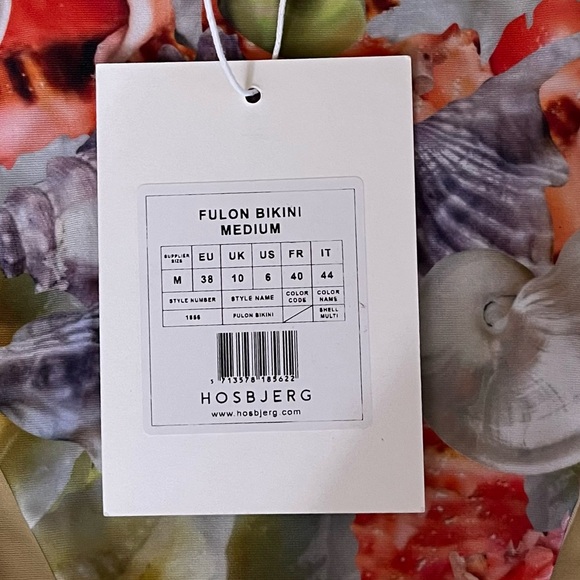 FULON BIKINI
MEDIUM
SUPPLIER SIZE EU UK US FR IT
M 38 10 6 40 44
STYLE NUMBER STYLE NAME COLOR CODE COLOR NAME
1866 FULON BIKINI SHELL MULTI
5 713578 185622
HOSBJERG
www.hosbjerg.com